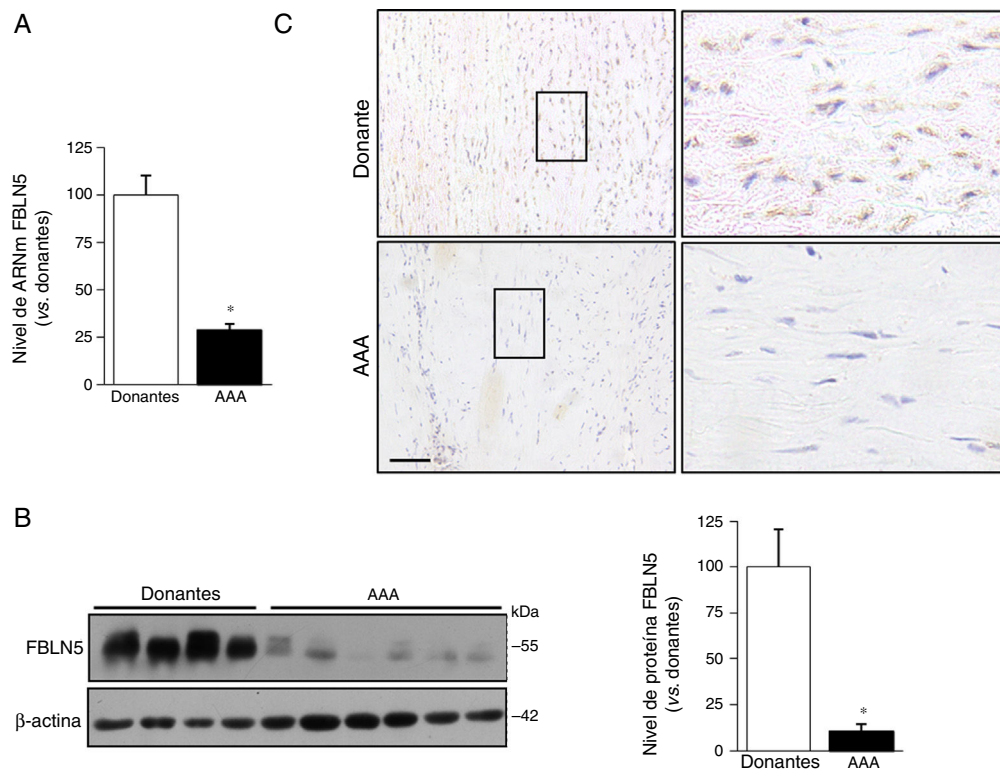 A
Nivel de ARNm FBLN5
(vs. donantes)
125
100
75
50
25
0
*
Donantes
AAA
C
Donante
AAA
B
Donantes
AAA
kDa
FBLN5
–55
β-actina
–42
Nivel de proteína FBLN5
(vs. donantes)
125
100
75
50
25
0
*
Donantes
AAA